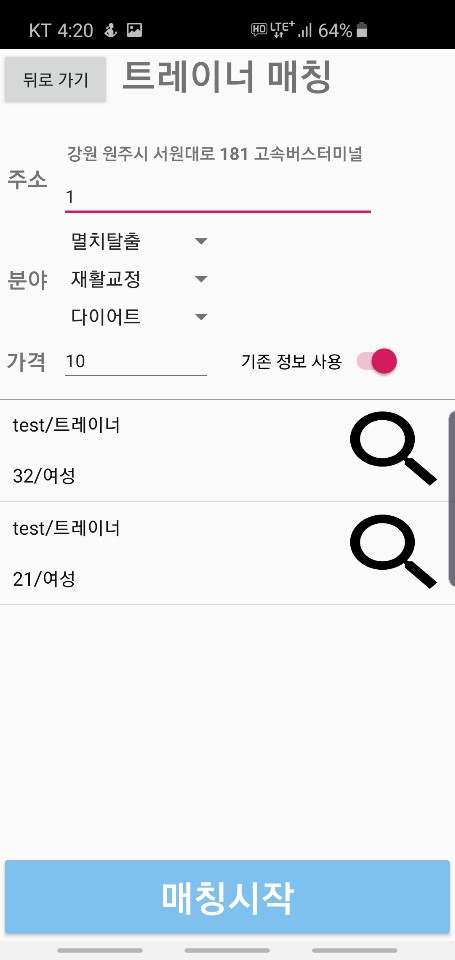 KT 4:20 HD LTE+ 64%
뒤로 가기 트레이너 매칭
강원 원주시 서원대로 181 고속버스터미널
주소
1
멸치탈출
분야 재활교정
다이어트
가격 10 기존 정보 사용
test/트레이너
32/여성
test/트레이너
21/여성
매칭시작